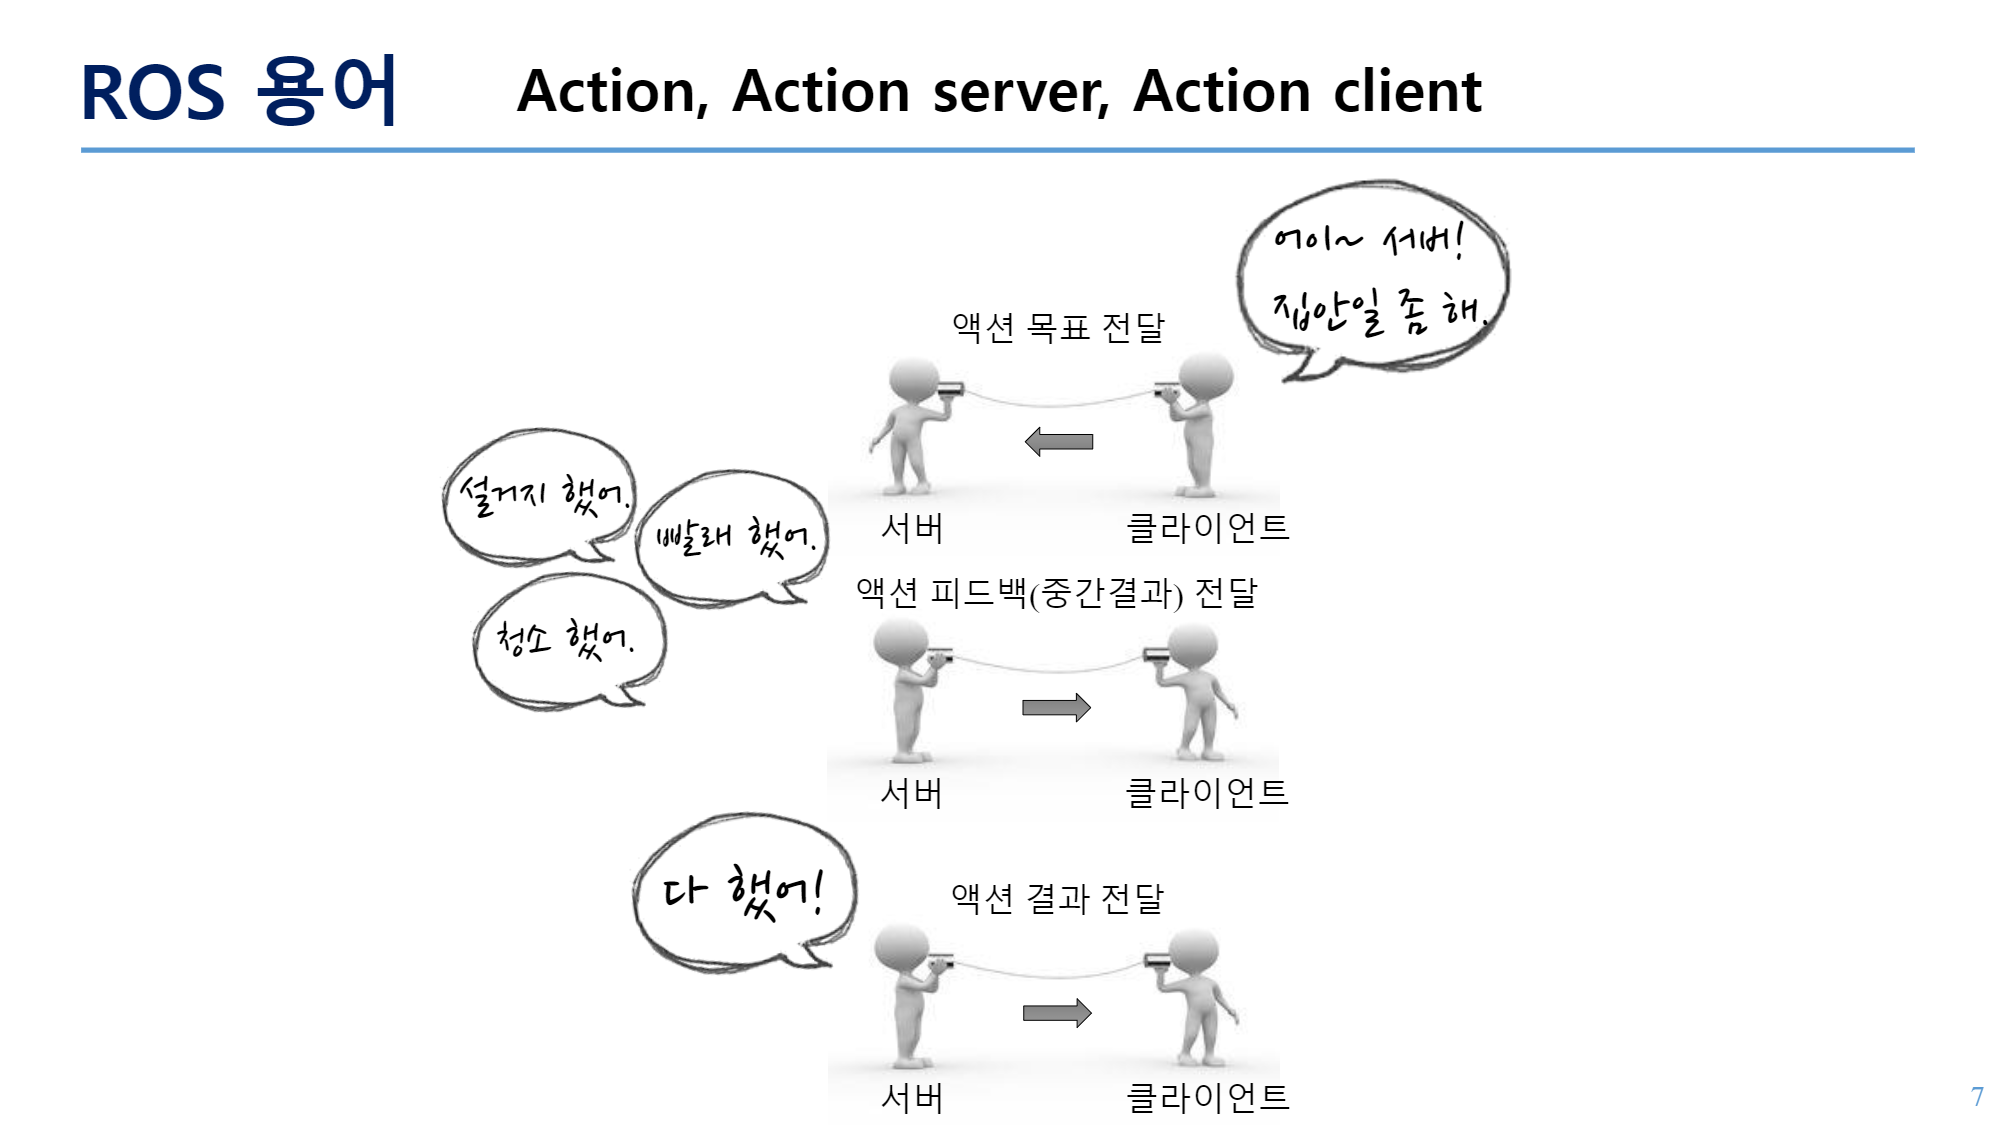 ROS 용어 Action, Action server, Action client
어이~ 서버!
집안일 좀 해.
액션 목표 전달
서버 클라이언트
설거지 했어.
빨래 했어.
청소 했어.
액션 피드백(중간결과) 전달
서버 클라이언트
다 했어!
액션 결과 전달
서버 클라이언트
7